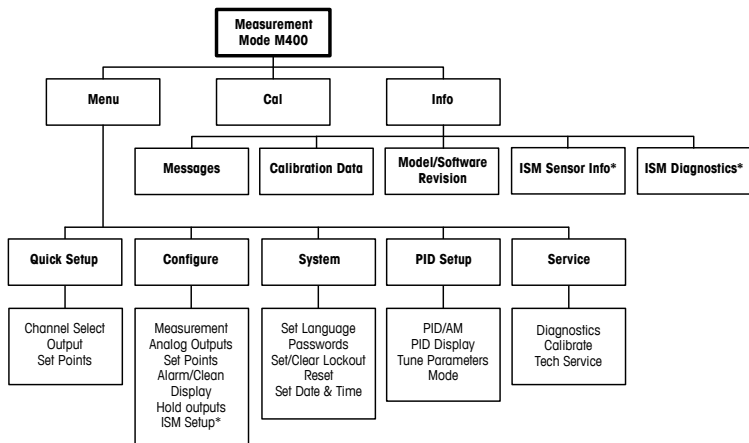 Measurement
Mode M400
Menu
Cal
Info
Messages
Calibration Data
Model/Software
Revision
ISM Sensor Info*
ISM Diagnostics*
Quick Setup
Configure
System
PID Setup
Service
Channel Select
Output
Set Points
Measurement
Analog Outputs
Set Points
Alarm/Clean
Display
Hold outputs
ISM Setup*
Set Language
Passwords
Set/Clear Lockout
Reset
Set Date & Time
PID/AM
PID Display
Tune Parameters
Mode
Diagnostics
Calibrate
Tech Service